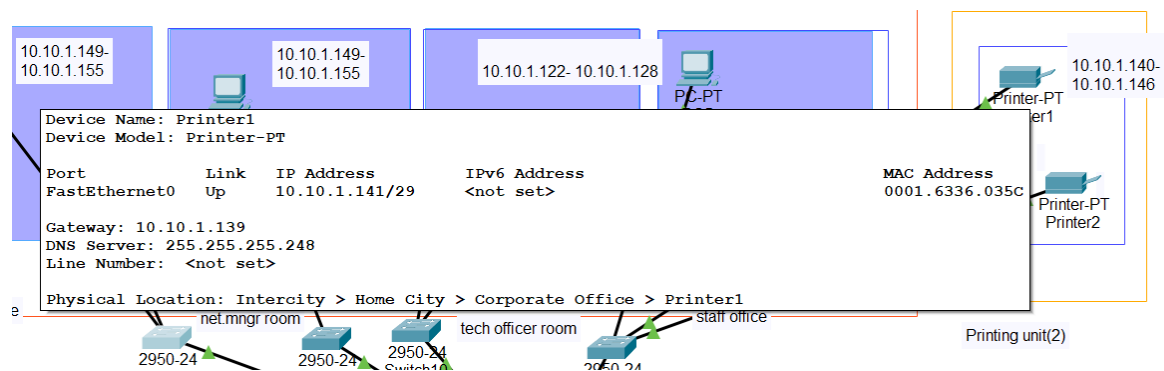 10.10.1.149-
10.10.1.155
10.10.1.149-
10.10.1.155
10.10.1.122- 10.10.1.128
PC-PT
10.10.1.140-
10.10.1.146
Printer-PT
er1
Device Name: Printer1
Device Model: Printer-PT
Port Link IP Address IPv6 Address MAC Address
FastEthernet0 Up 10.10.1.141/29 <not set> 0001.6336.035C
Gateway: 10.10.1.139
DNS Server: 255.255.255.248
Line Number: <not set>
Physical Location: Intercity > Home City > Corporate Office > Printer1
Printer-PT
Printer2
e
net.mngr room
tech officer room
staff office
Printing unit(2)
2950-24
2950-24
2950-24
Switch10
2950-24